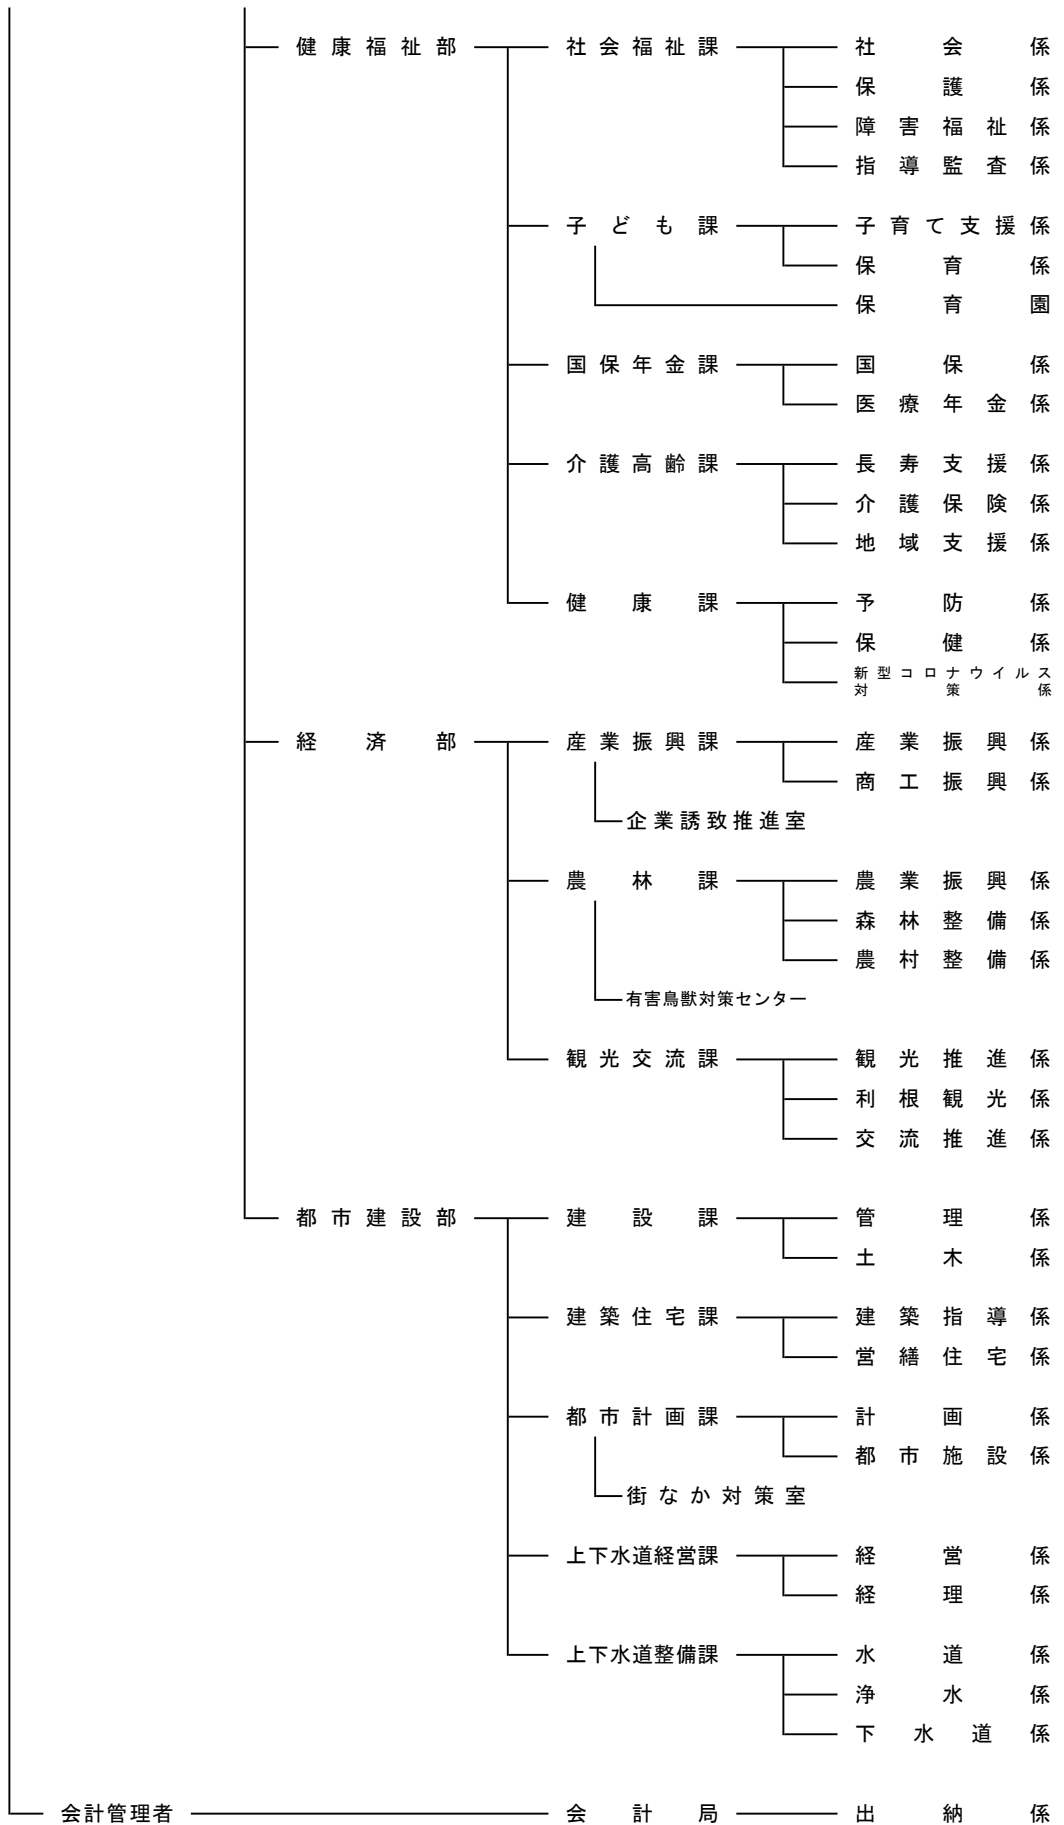 健康福祉部 社会福祉課 社会係
保護係
障害福祉係
指導監査係
子ども課 子育て支援係
保育係
保育園
国保年金課 国保係
医療年金係
介護高齢課 長寿支援係
介護保険係
地域支援係
健康課 予防係
保健係
新型コロナウイルス
対策係
経済部 産業振興課 産業振興係
商工振興係
企業誘致推進室
農林課 農業振興係
森林整備係
農村整備係
有害鳥獣対策センター
観光交流課 観光推進係
利根観光係
交流推進係
都市建設部 建設課 管理係
土木係
建築住宅課 建築指導係
営繕住宅係
都市計画課 計画係
都市施設係
街なか対策室
上下水道経営課 経営係
経理係
上下水道整備課 水道係
浄水係
下水道係
会計管理者 会計局 出納係